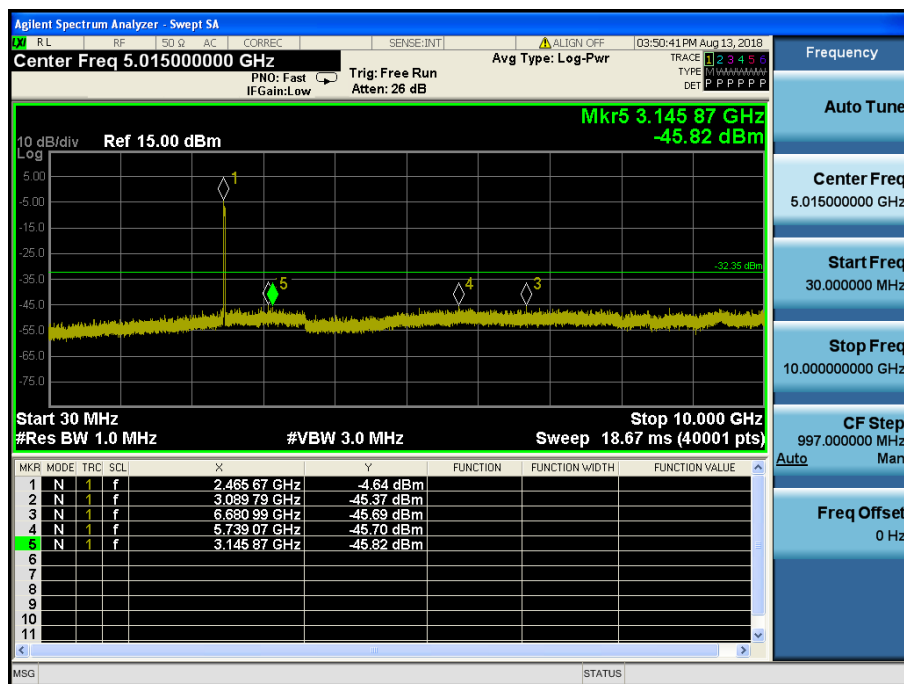 Agilent Spectrum Analyzer - Swept SA
LXI RL RF 50 Ω AC CORREC SENSE:INT ALIGN OFF 03:50:41 PM Aug 13, 2018
Center Freq 5.015000000 GHz
PNO: Fast
IFGain:Low
Trig: Free Run
Atten: 26 dB
Avg Type: Log-Pwr
TRACE 1 2 3 4 5 6
TYPE M W W W W W
DET P P P P P P
Frequency
Auto Tune
Center Freq
5.015000000 GHz
Start Freq
30.000000 MHz
Stop Freq
10.000000000 GHz
CF Step
997.000000 MHz
Auto Man
Freq Offset
0 Hz
Mkr5 3.145 87 GHz
-45.82 dBm
10 dB/div Ref 15.00 dBm
Log
5.00
-5.00
-15.0
-25.0
-35.0
-45.0
-55.0
-65.0
-75.0
1
5
4
3
-32.35 dBm
Start 30 MHz Stop 10.000 GHz
#Res BW 1.0 MHz #VBW 3.0 MHz Sweep 18.67 ms (40001 pts)
MKR MODE TRC SCL X Y FUNCTION FUNCTION WIDTH FUNCTION VALUE
1 N 1 f 2.465 67 GHz -4.64 dBm
2 N 1 f 3.089 79 GHz -45.37 dBm
3 N 1 f 6.680 99 GHz -45.69 dBm
4 N 1 f 5.739 07 GHz -45.70 dBm
5 N 1 f 3.145 87 GHz -45.82 dBm
6
7
8
9
10
11
MSG STATUS